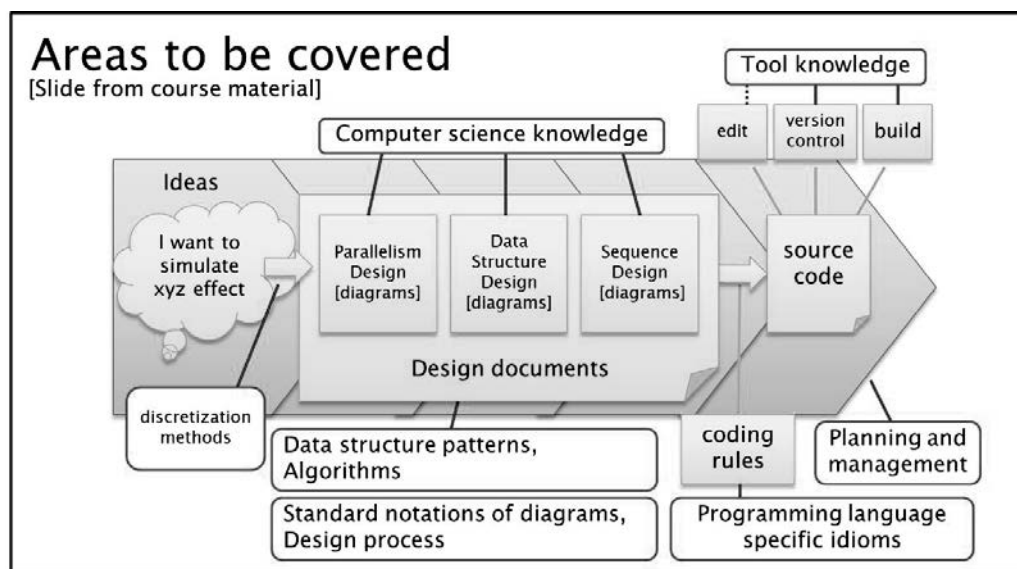 Areas to be covered
[Slide from course material]
Tool knowledge
edit
version
control
build
Computer science knowledge
Ideas
I want to
simulate
xyz effect
Parallelism
Design
[diagrams]
Data
Structure
Design
[diagrams]
Sequence
Design
[diagrams]
source
code
Design documents
discretization
methods
Data structure patterns,
Algorithms
Standard notations of diagrams,
Design process
coding
rules
Programming language
specific idioms
Planning and
management